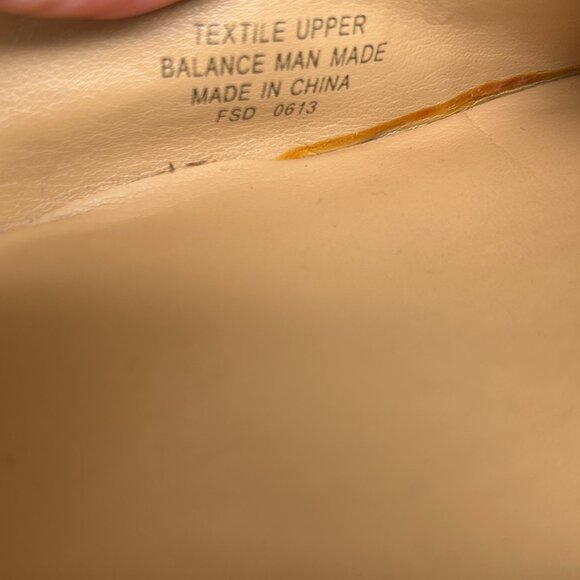 TEXTILE UPPER
BALANCE MAN MADE
MADE IN CHINA
FSD 0613